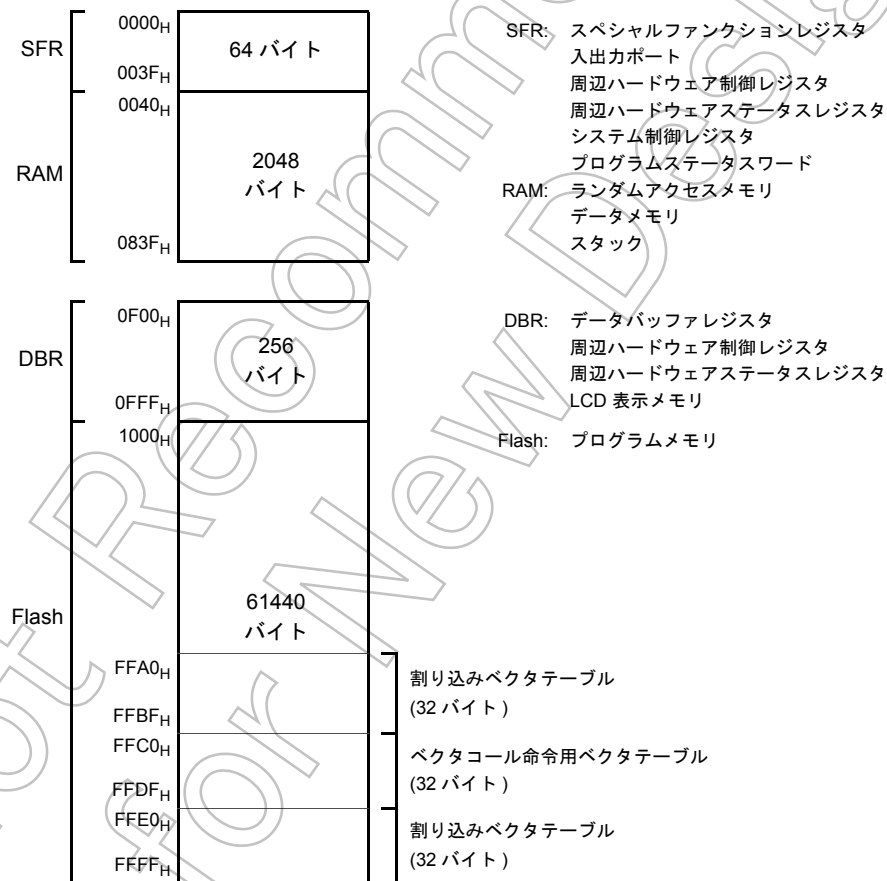 SFR
0000H
003FH
64 バイト
RAM
0040H
083FH
2048
バイト
DBR
0F00H
0FFFH
256
バイト
Flash
1000H
61440
バイト
FFA0H
FFBFH
FFC0H
FFDFH
FFE0H
FFFFH
割り込みベクタテーブル
(32 バイト )
ベクタコール命令用ベクタテーブル
(32 バイト )
割り込みベクタテーブル
(32 バイト )
SFR: スペシャルファンクションレジスタ
入出力ポート
周辺ハードウェア制御レジスタ
周辺ハードウェアステータスレジスタ
システム制御レジスタ
プログラムステータスワード
RAM: ランダムアクセスメモリ
データメモリ
スタック
DBR: データバッファレジスタ
周辺ハードウェア制御レジスタ
周辺ハードウェアステータスレジスタ
LCD 表示メモリ
Flash: プログラムメモリ
Not Recomme
for New Desi